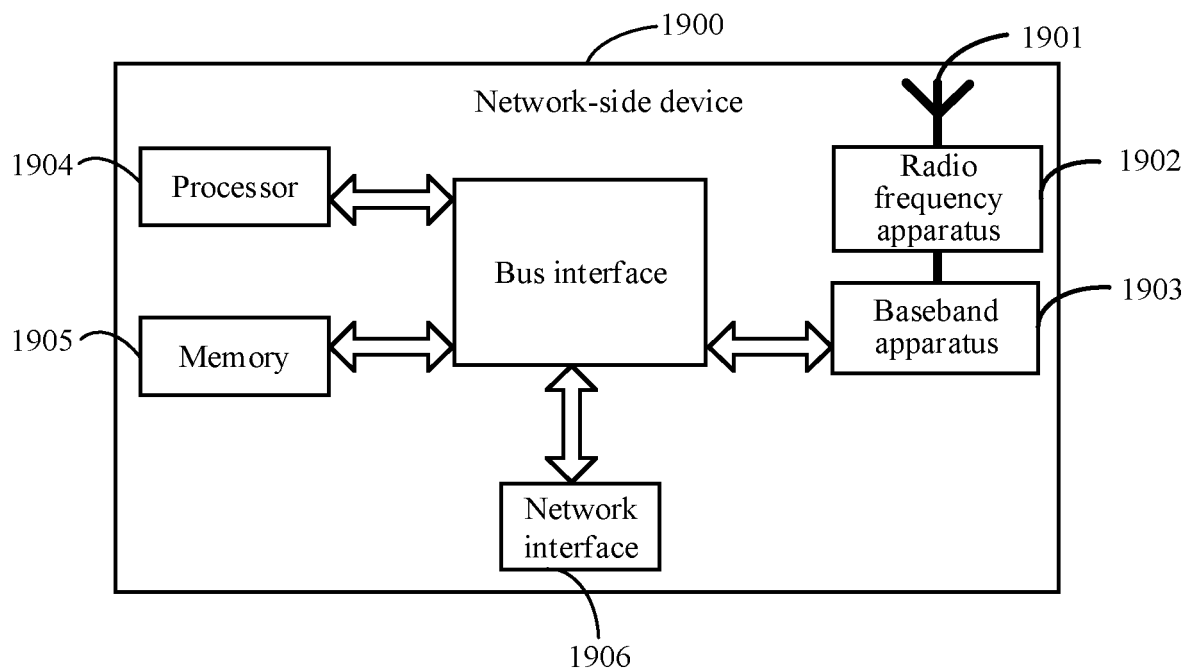 1900
1901
Network-side device
1904
Processor
Radio
frequency
apparatus
1902
Bus interface
1905
Memory
Baseband
apparatus
1903
Network
interface
1906